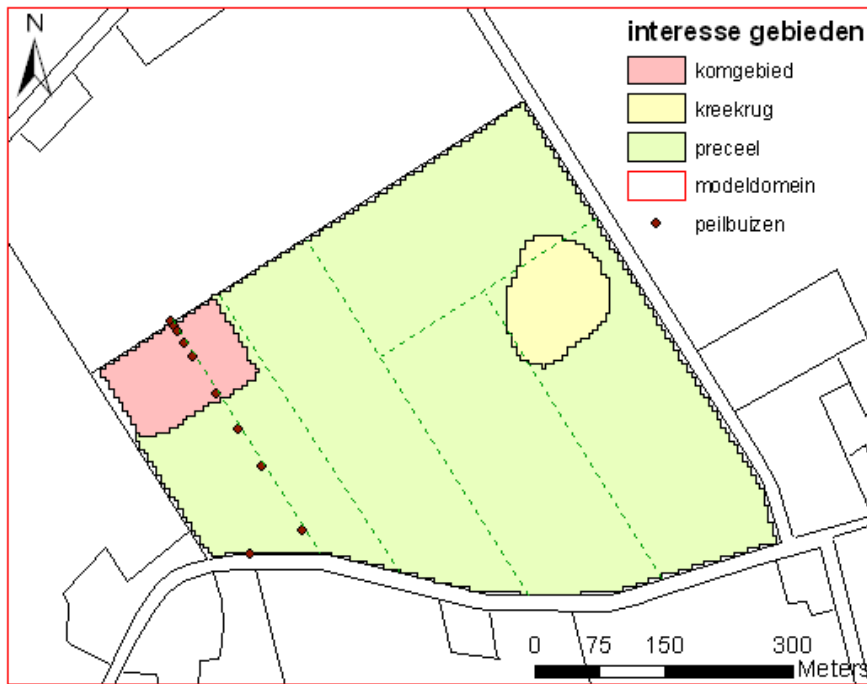 N
interesse gebieden
komgebied
kreekrug
preceel
modeldomein
peilbuizen
0 75 150 300
Meters